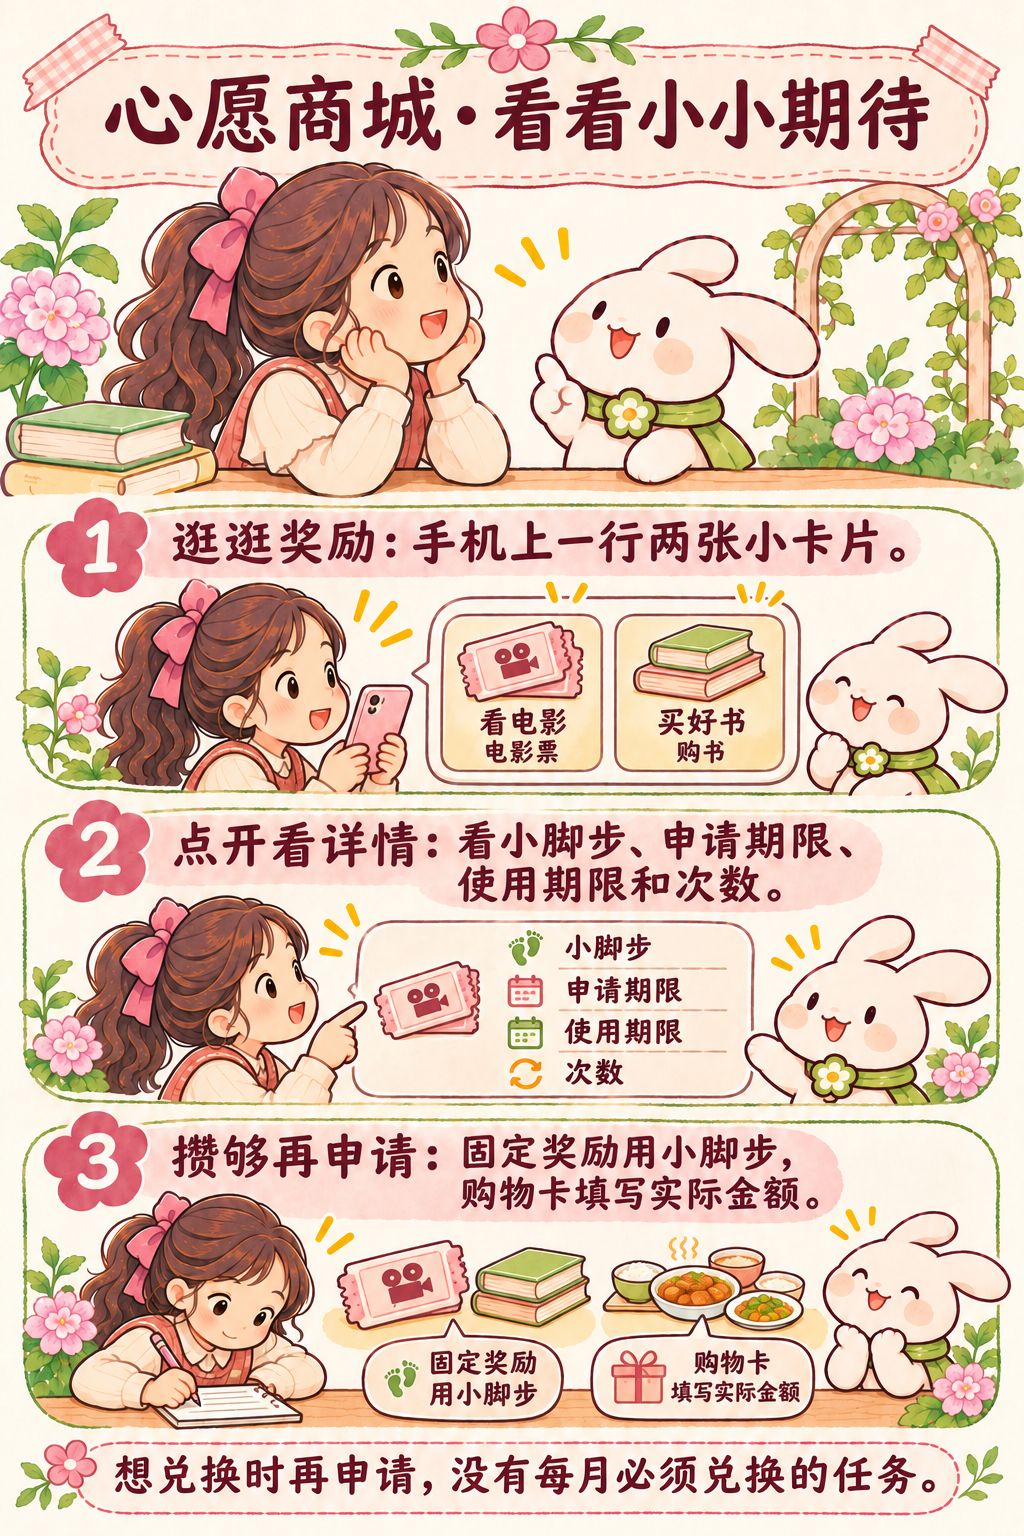 心愿商城·看看小小期待
1
逛逛奖励：手机上一行两张小卡片。
看电影
电影票
买好书
购书
2
点开看详情：看小脚步、申请期限、
使用期限和次数。
小脚步
申请期限
使用期限
次数
3
攒够再申请：固定奖励用小脚步，
购物卡填写实际金额。
固定奖励
用小脚步
购物卡
填写实际金额
想兑换时再申请，没有每月必须兑换的任务。